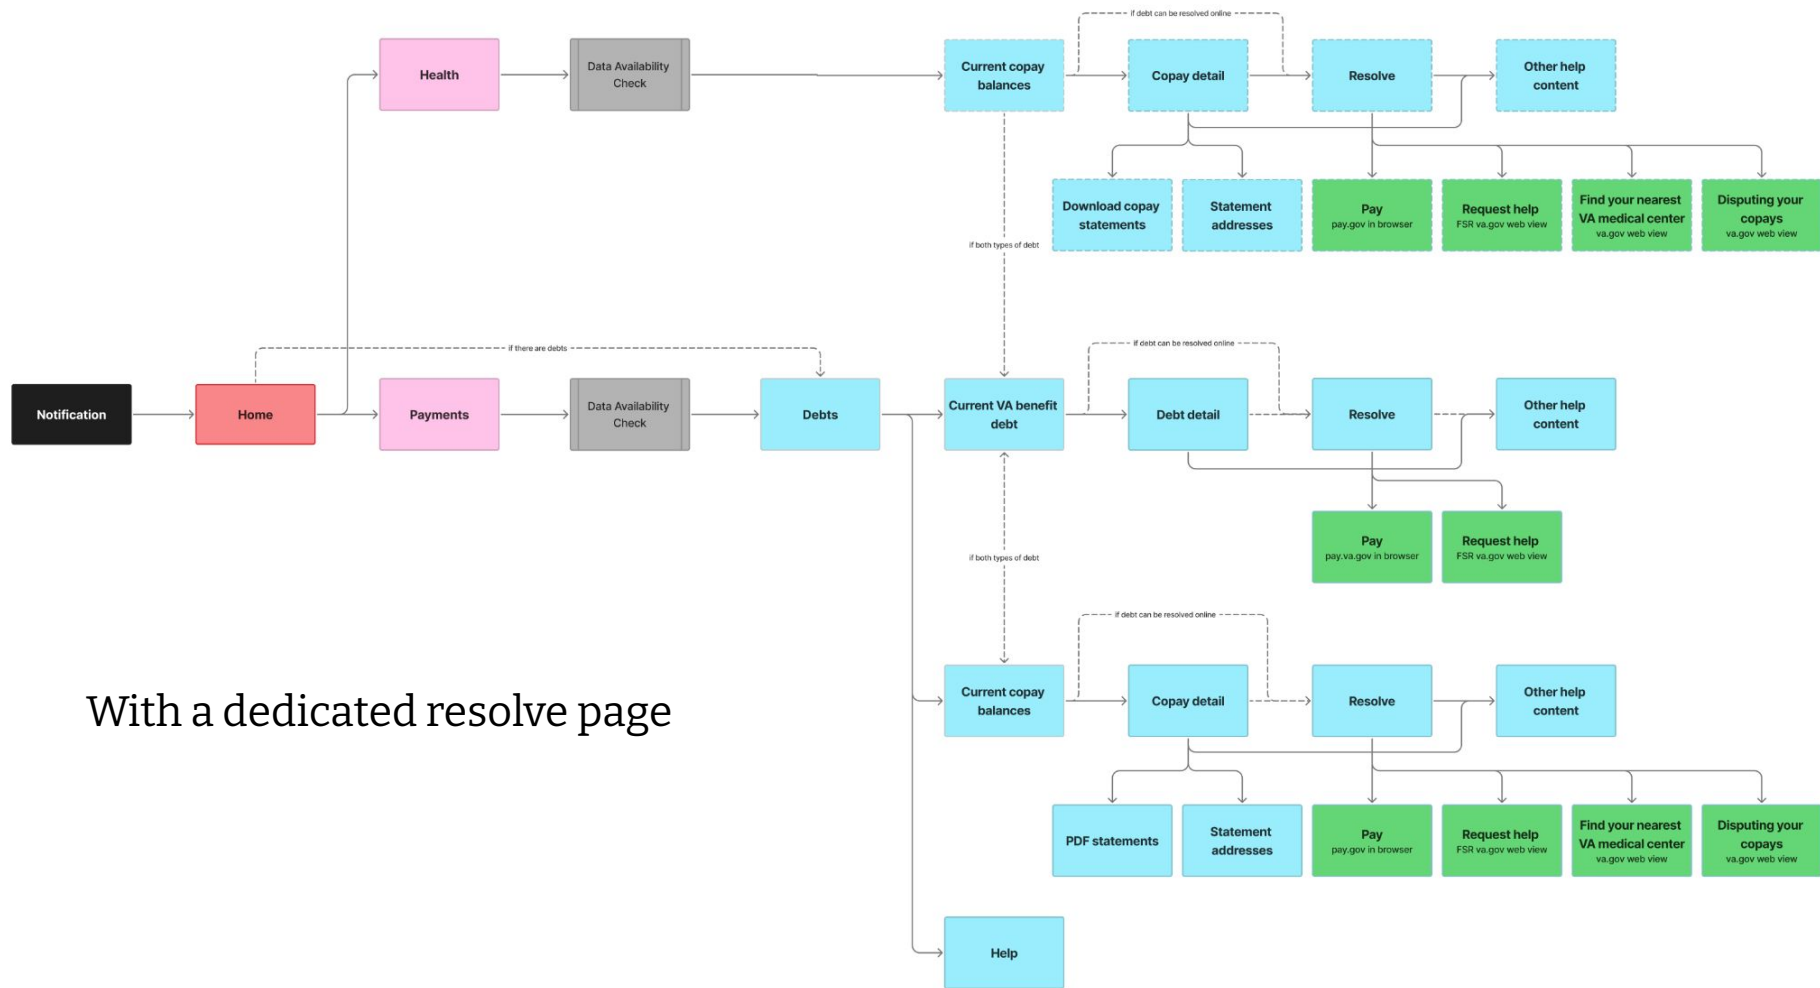 if debt can be resolved online
Health
Data Availability
Check
Current copay
balances
Copay detail
Resolve
Other help
content
Download copay
statements
Statement
addresses
Pay
pay.gov in browser
Request help
FSR va.gov web view
Find your nearest
VA medical center
va.gov web view
Disputing your
copays
va.gov web view
if both types of debt
if there are debts
if debt can be resolved online
Notification
Home
Payments
Data Availability
Check
Debts
Current VA benefit
debt
Debt detail
Resolve
Other help
content
Pay
pay.va.gov in browser
Request help
FSR va.gov web view
if both types of debt
if debt can be resolved online
With a dedicated resolve page
Current copay
balances
Copay detail
Resolve
Other help
content
PDF statements
Statement
addresses
Pay
pay.gov in browser
Request help
FSR va.gov web view
Find your nearest
VA medical center
va.gov web view
Disputing your
copays
va.gov web view
Help